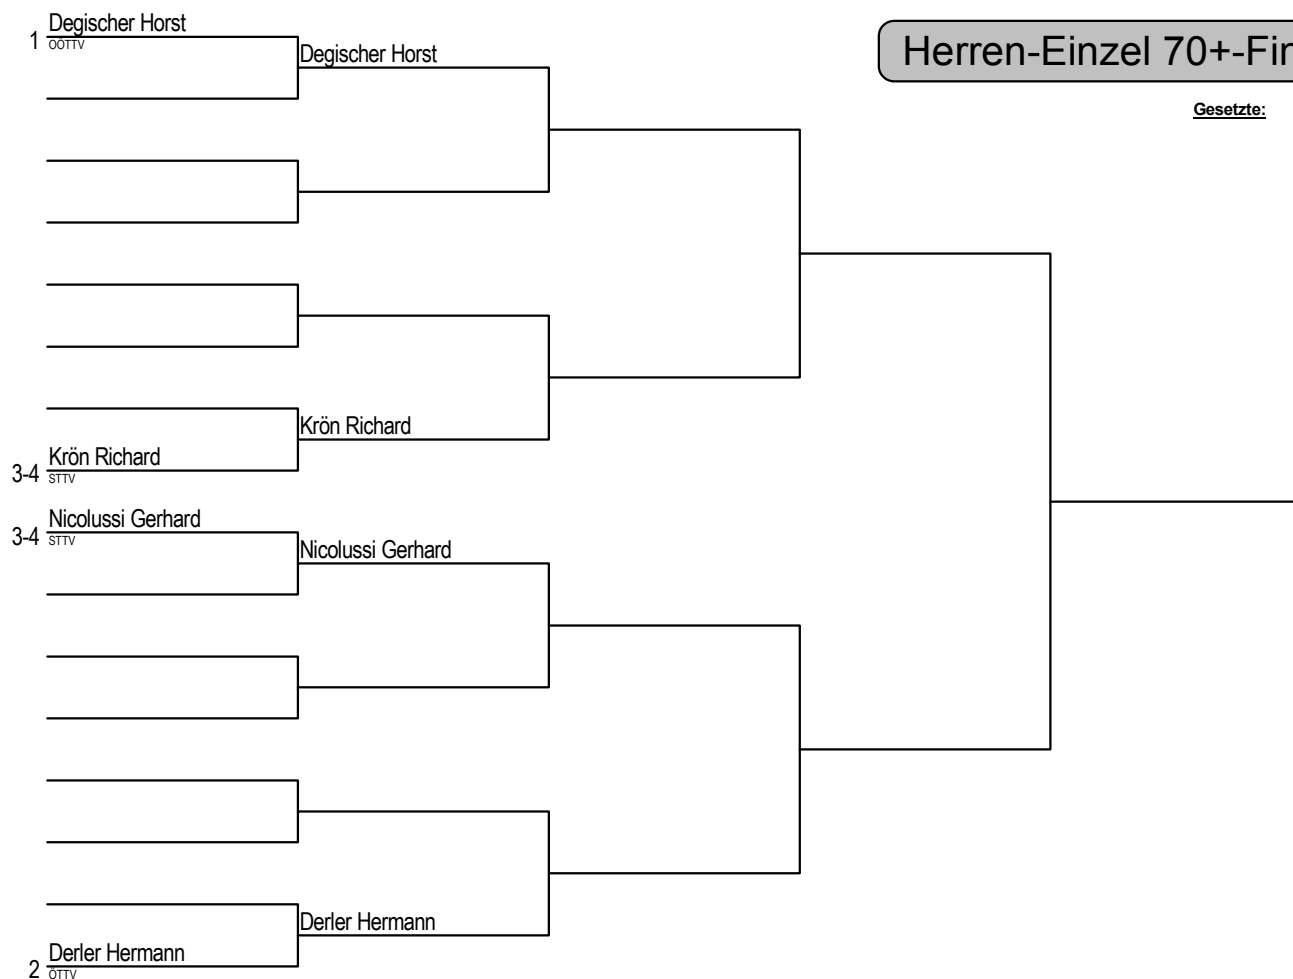 Degischer Horst
1
OÖTTV
Degischer Horst
Herren-Einzel 70+-Fin
Gesetzte:
Krön Richard
Krön Richard
3-4
STTV
Nicolussi Gerhard
3-4
STTV
Nicolussi Gerhard
Derler Hermann
Derler Hermann
2
ÖTTV